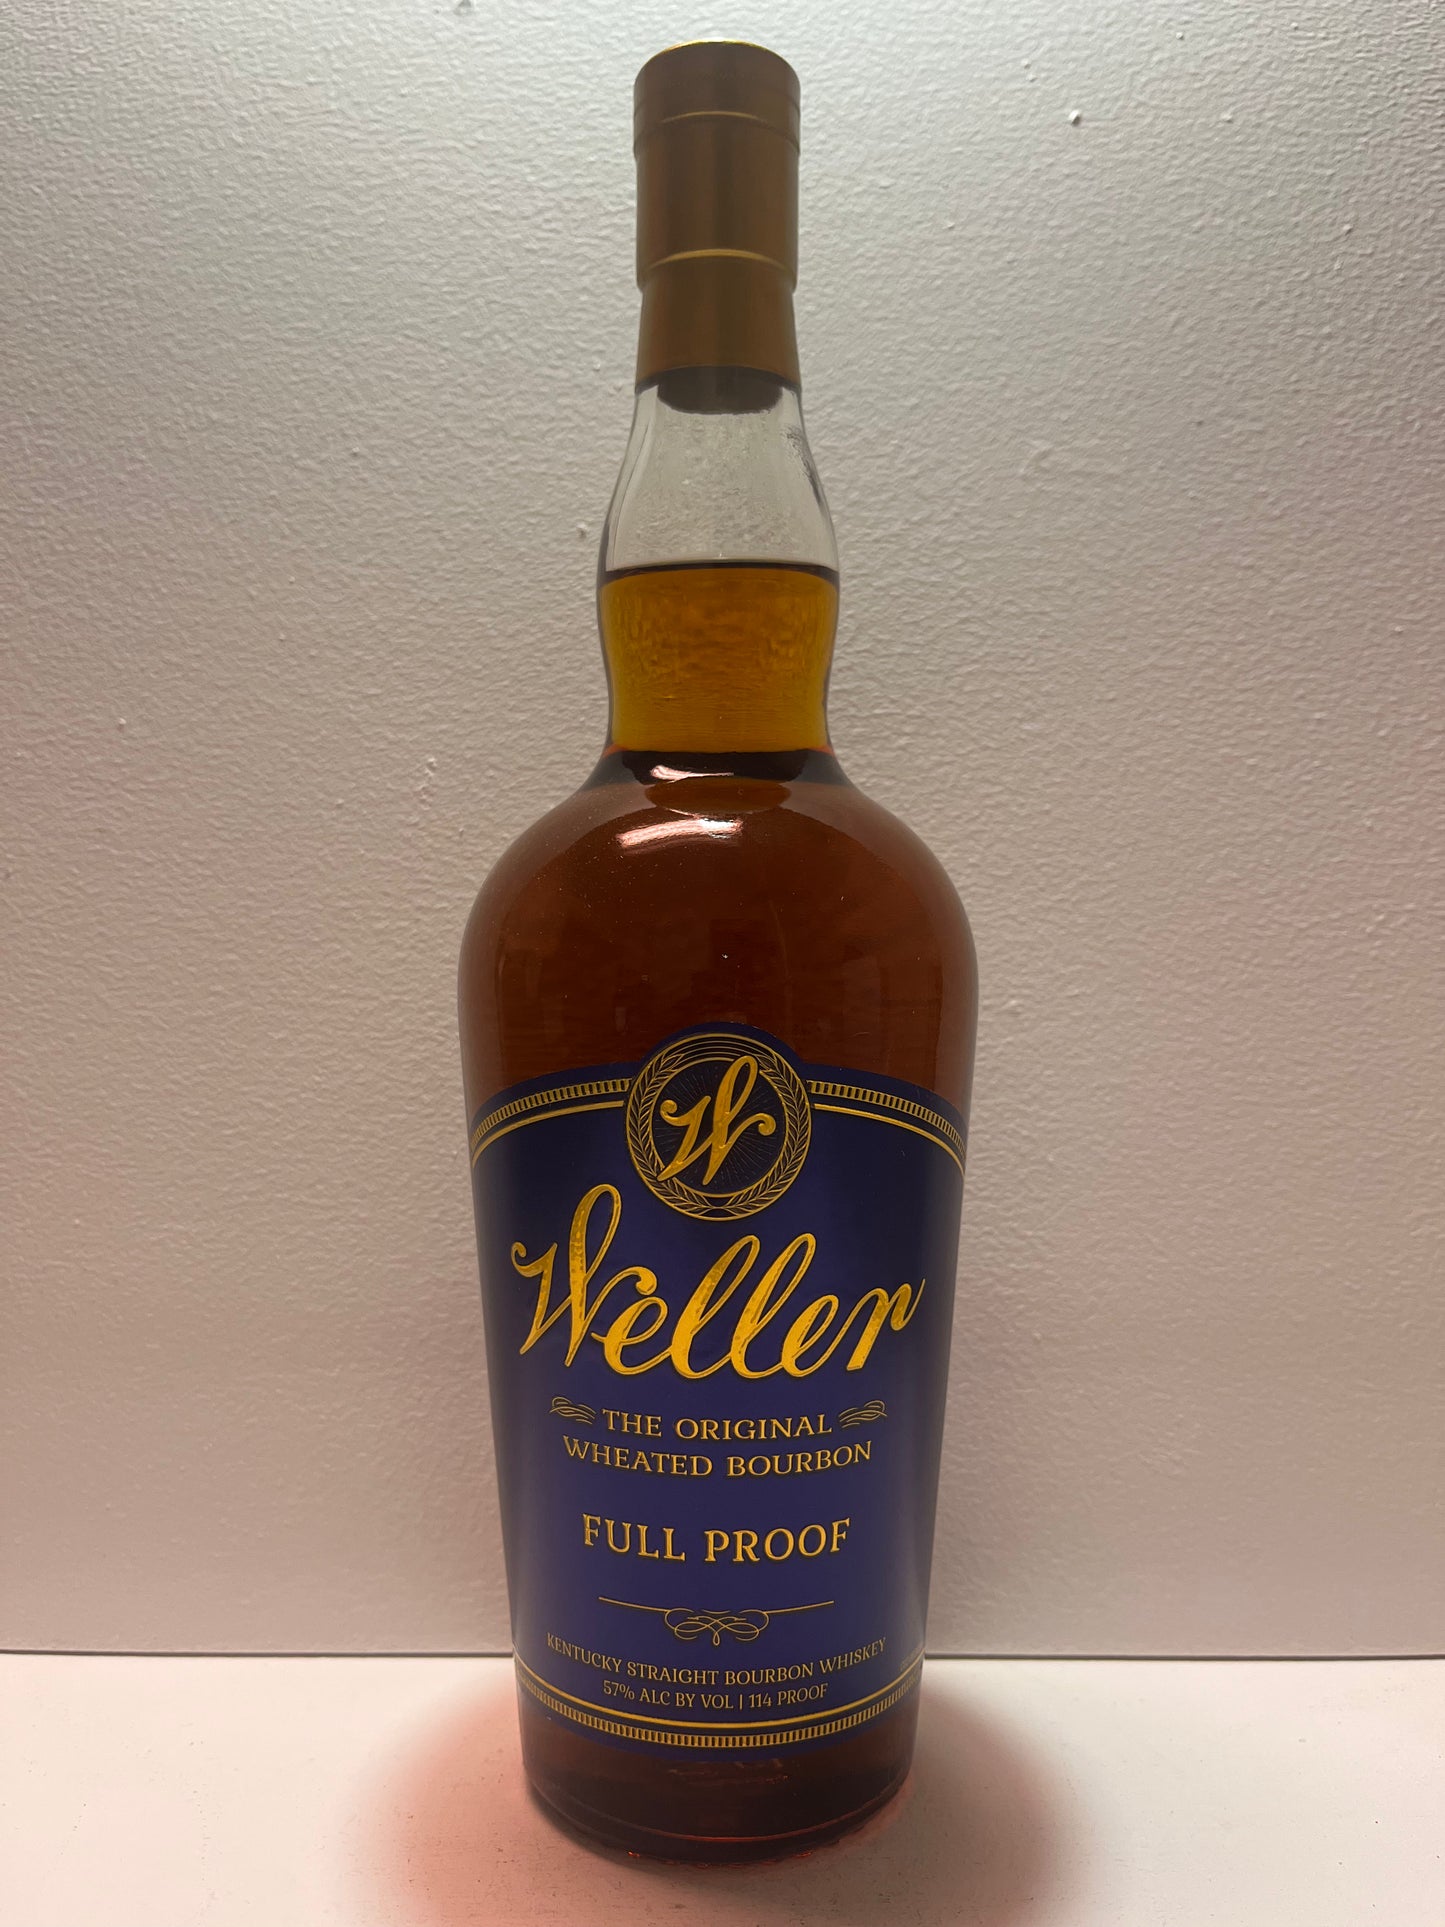 W
Weller
THE ORIGINAL
WHEATED BOURBON
FULL PROOF
KENTUCKY STRAIGHT BOURBON WHISKEY
57% ALC BY VOL | 114 PROOF